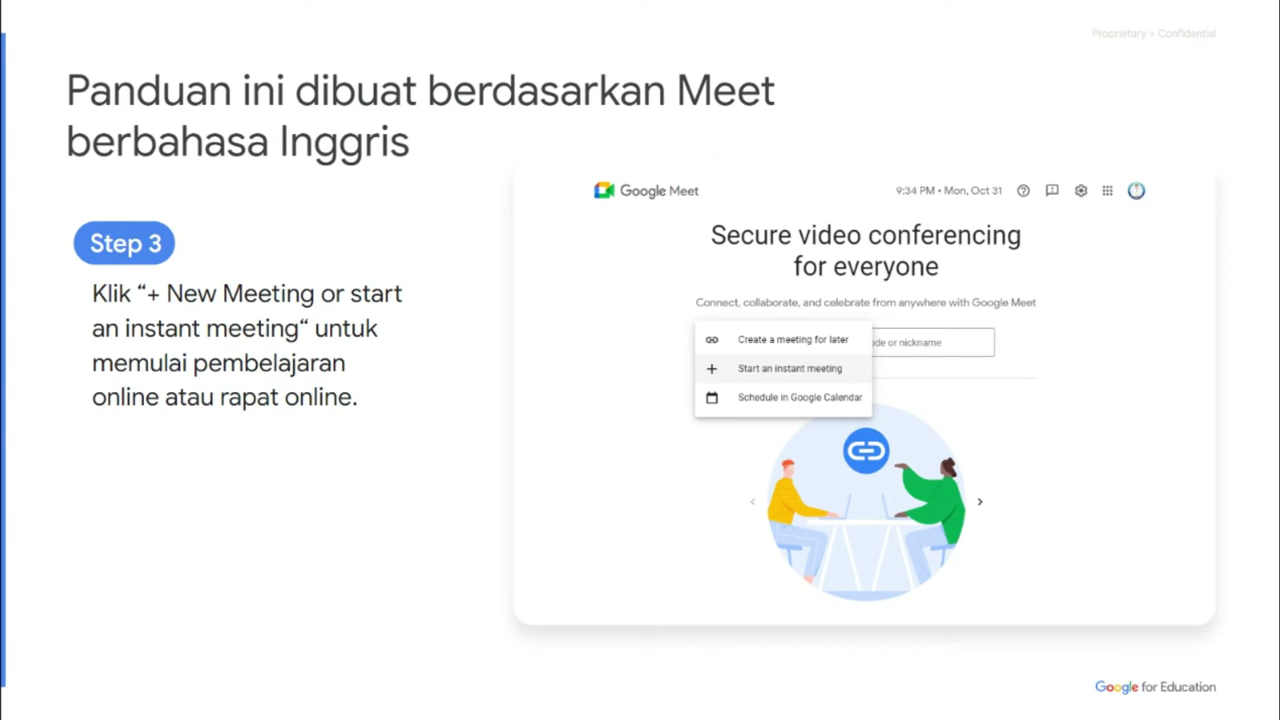 Proprietary + Confidential
Panduan ini dibuat berdasarkan Meet
berbahasa Inggris
Step 3
Klik “+ New Meeting or start
an instant meeting“ untuk
memulai pembelajaran
online atau rapat online.
Google Meet
9:34 PM • Mon, Oct 31
Secure video conferencing
for everyone
Connect, collaborate, and celebrate from anywhere with Google Meet
Create a meeting for later
or nickname
Start an instant meeting
Schedule in Google Calendar
Google for Education